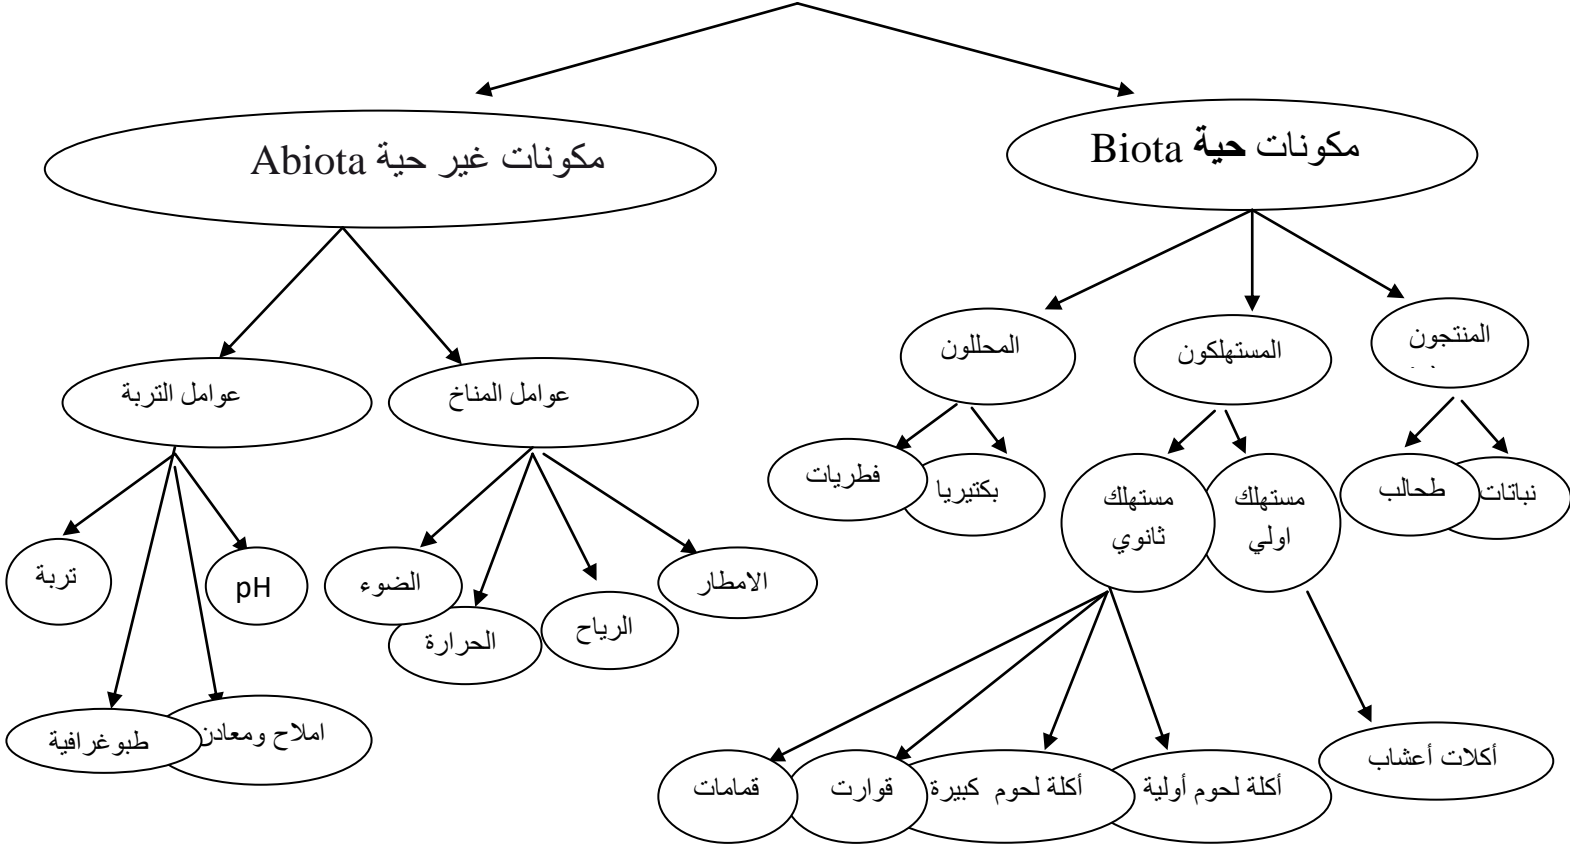 مكونات حية Biota
مكونات غير حية Abiota
المنتجون
المستهلكون
المحللون
عوامل المناخ
عوامل التربة
نباتات
طحالب
مستهلك
اولي
مستهلك
ثانوي
بكتيريا
فطريات
الامطار
الرياح
الحرارة
الضوء
pH
تربة
املاح ومعادن
طبوغرافية
أكلات أعشاب
أكلة لحوم أولية
أكلة لحوم كبيرة
قوارت
قمامات